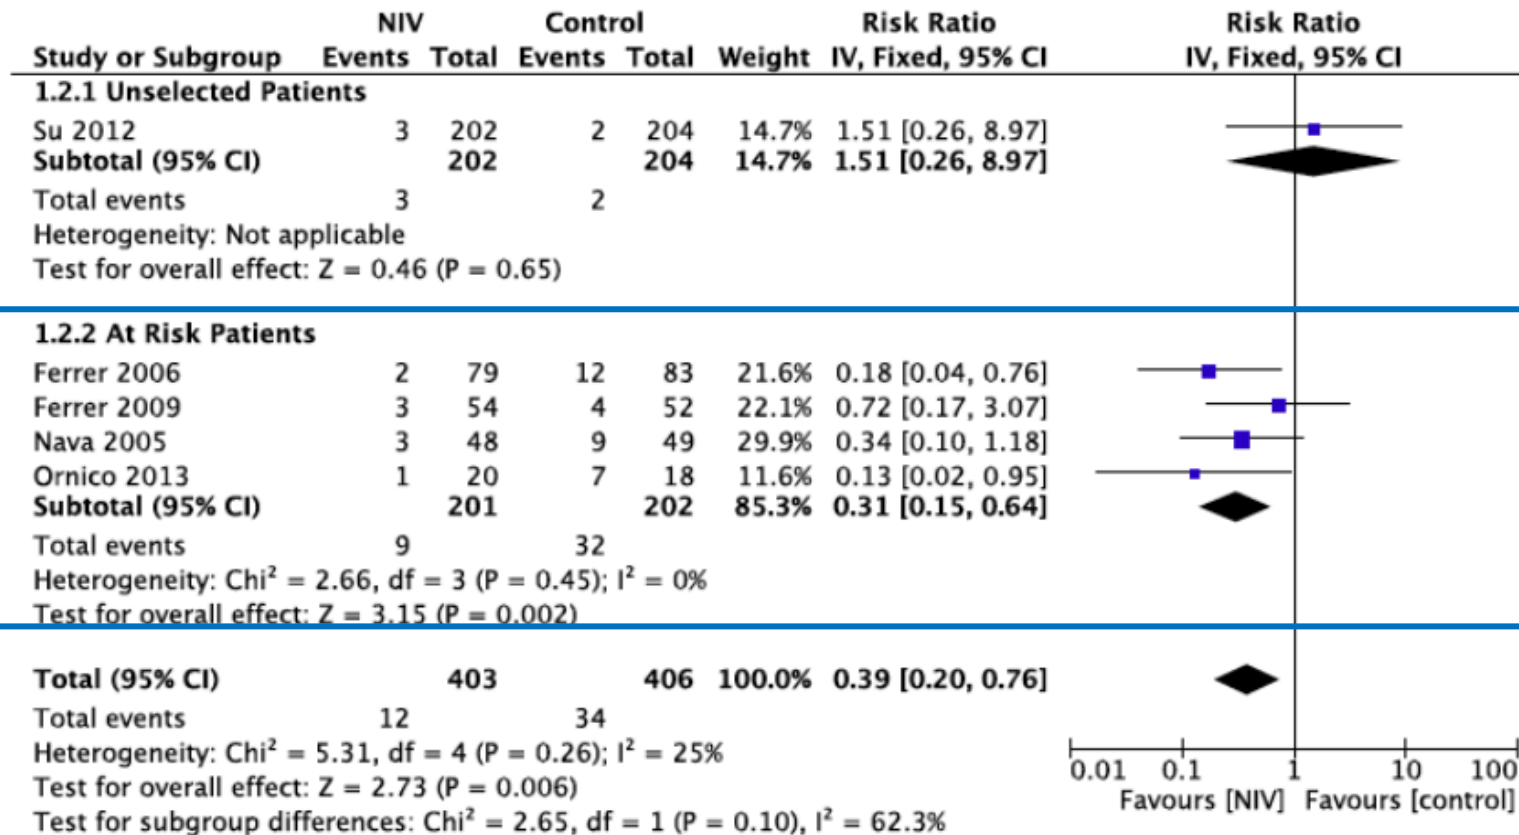 NIV Control Risk Ratio Risk Ratio
Study or Subgroup Events Total Events Total Weight IV, Fixed, 95% CI IV, Fixed, 95% CI
1.2.1 Unselected Patients
Su 2012 3 202 2 204 14.7% 1.51 [0.26, 8.97]
Subtotal (95% CI) 202 204 14.7% 1.51 [0.26, 8.97]
Total events 3 2
Heterogeneity: Not applicable
Test for overall effect: Z = 0.46 (P = 0.65)
1.2.2 At Risk Patients
Ferrer 2006 2 79 12 83 21.6% 0.18 [0.04, 0.76]
Ferrer 2009 3 54 4 52 22.1% 0.72 [0.17, 3.07]
Nava 2005 3 48 9 49 29.9% 0.34 [0.10, 1.18]
Ornico 2013 1 20 7 18 11.6% 0.13 [0.02, 0.95]
Subtotal (95% CI) 201 202 85.3% 0.31 [0.15, 0.64]
Total events 9 32
Heterogeneity: Chi² = 2.66, df = 3 (P = 0.45); I² = 0%
Test for overall effect: Z = 3.15 (P = 0.002)
Total (95% CI) 403 406 100.0% 0.39 [0.20, 0.76]
Total events 12 34
Heterogeneity: Chi² = 5.31, df = 4 (P = 0.26); I² = 25%
Test for overall effect: Z = 2.73 (P = 0.006)
Test for subgroup differences: Chi² = 2.65, df = 1 (P = 0.10), I² = 62.3%
0.01 0.1 1 10 100
Favours [NIV] Favours [control]